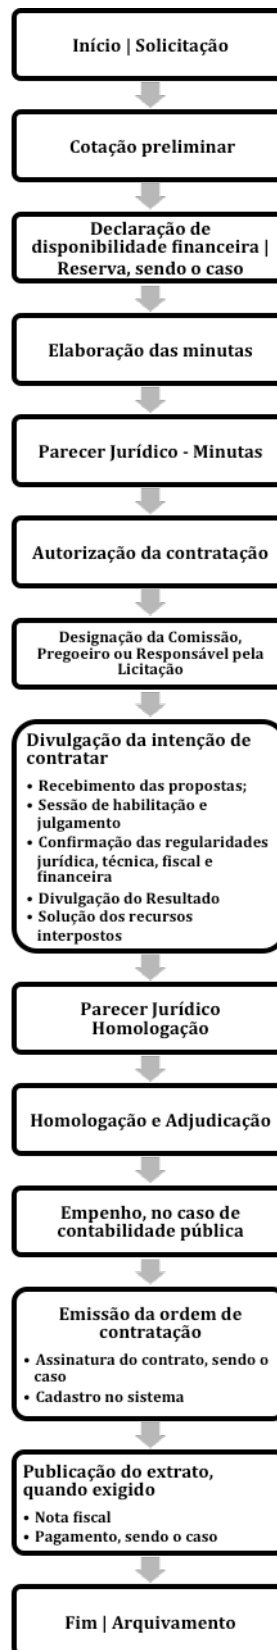 Início | Solicitação
Cotação preliminar
Declaração de
disponibilidade financeira |
Reserva, sendo o caso
Elaboração das minutas
Parecer Jurídico - Minutas
Autorização da contratação
Designação da Comissão,
Pregoeiro ou Responsável pela
Licitação
Divulgação da intenção de
contratar
• Recebimento das propostas;
• Sessão de habilitação e
julgamento
• Confirmação das regularidades
jurídica, técnica, fiscal e
financeira
• Divulgação do Resultado
• Solução dos recursos
interpostos
Parecer Jurídico
Homologação
Homologação e Adjudicação
Empenho, no caso de
contabilidade pública
Emissão da ordem de
contratação
• Assinatura do contrato, sendo o
caso
• Cadastro no sistema
Publicação do extrato,
quando exigido
• Nota fiscal
• Pagamento, sendo o caso
Fim | Arquivamento